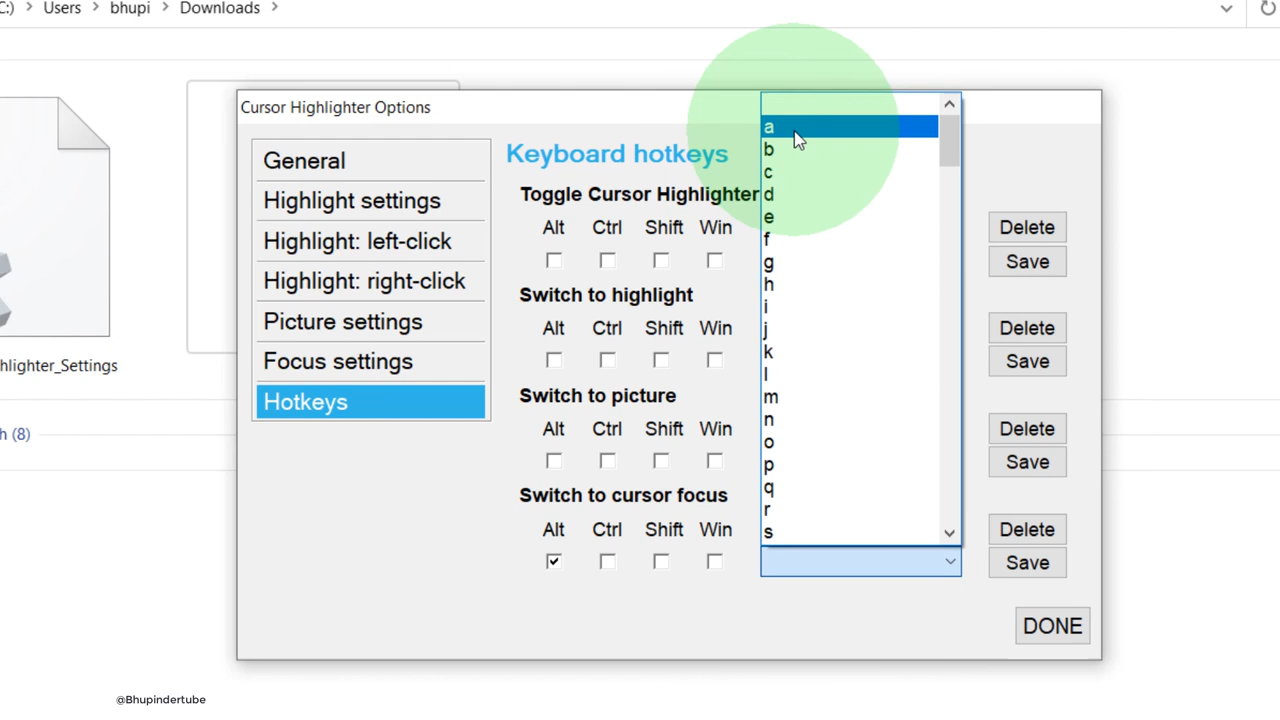 C:) > Users > bhupi > Downloads >
Cursor Highlighter Options
General
Highlight settings
Highlight: left-click
Highlight: right-click
Picture settings
Focus settings
Hotkeys
Keyboard hotkeys
Toggle Cursor Highlighter
Alt Ctrl Shift Win
Delete
Save
Switch to highlight
Alt Ctrl Shift Win
Delete
Save
Switch to picture
Alt Ctrl Shift Win
Delete
Save
Switch to cursor focus
Alt Ctrl Shift Win
Delete
Save
a
b
c
d
e
f
g
h
i
j
k
l
m
n
o
p
q
r
s
DONE
hlighter_Settings
h (8)
@Bhupindertube